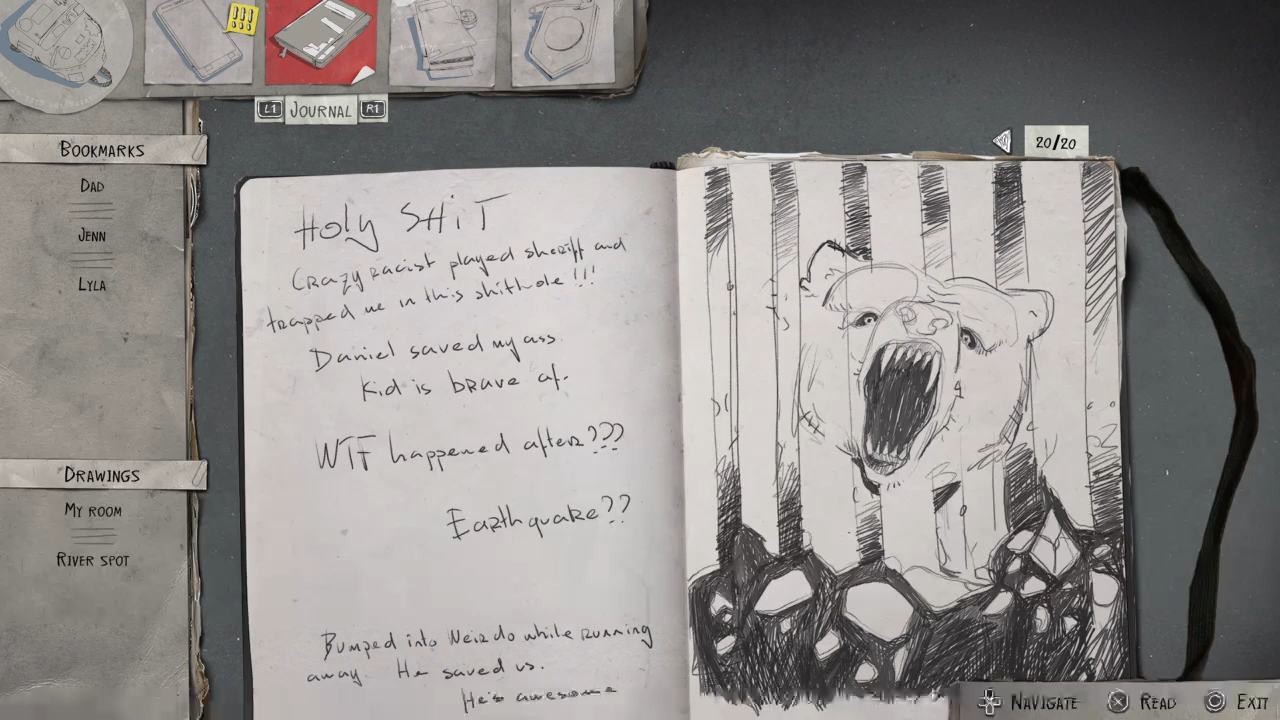 L1 JOURNAL R1
20/20
BOOKMARKS
DAD
JENN
LYLA
DRAWINGS
MY ROOM
RIVER SPOT
HOLY SHIT
Crazy racist played sheriff and
trapped me in this shithole!!!
Daniel saved my ass.
Kid is brave af.
WTF happened after???
Earthquake??
Bumped into Weirdo while running
away. He saved us.
He's awesome
NAVIGATE READ EXIT